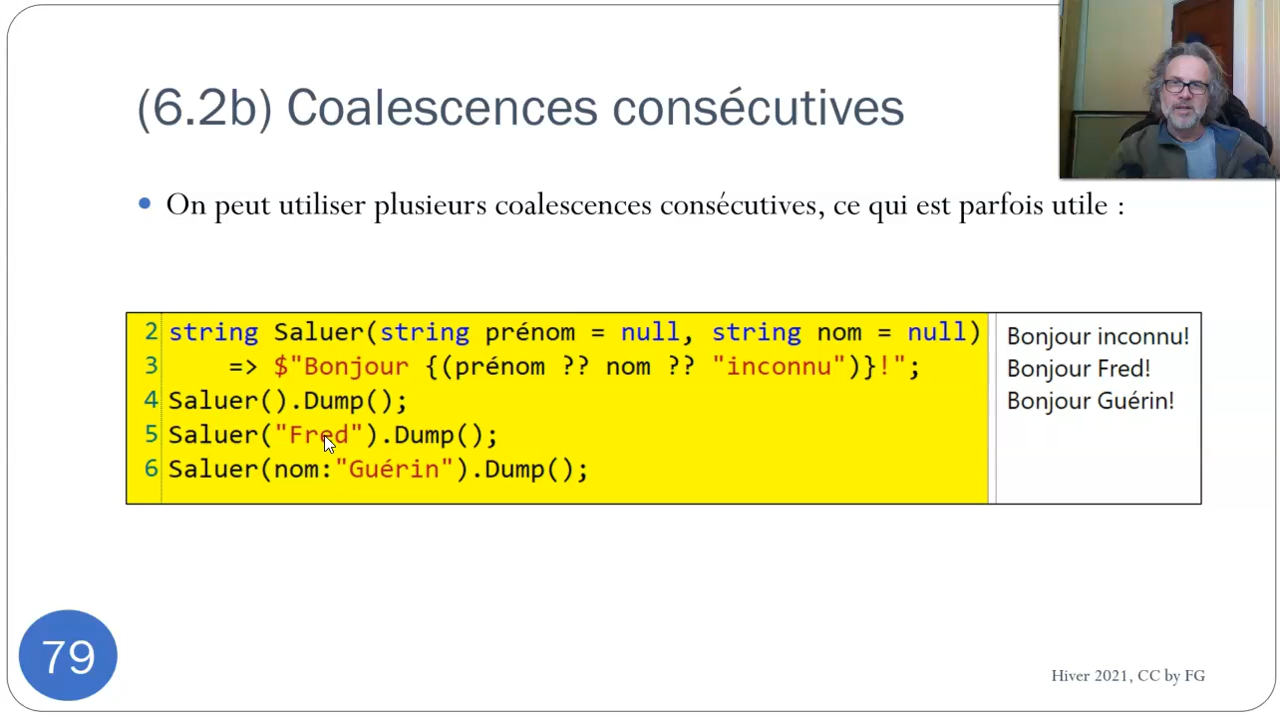 (6.2b) Coalescences consécutives
• On peut utiliser plusieurs coalescences consécutives, ce qui est parfois utile :
2 string Saluer(string prénom = null, string nom = null)
3 => $"Bonjour {(prénom ?? nom ?? "inconnu")}!";
4 Saluer().Dump();
5 Saluer("Fred").Dump();
6 Saluer(nom:"Guérin").Dump();
Bonjour inconnu!
Bonjour Fred!
Bonjour Guérin!
79
Hiver 2021, CC by FG